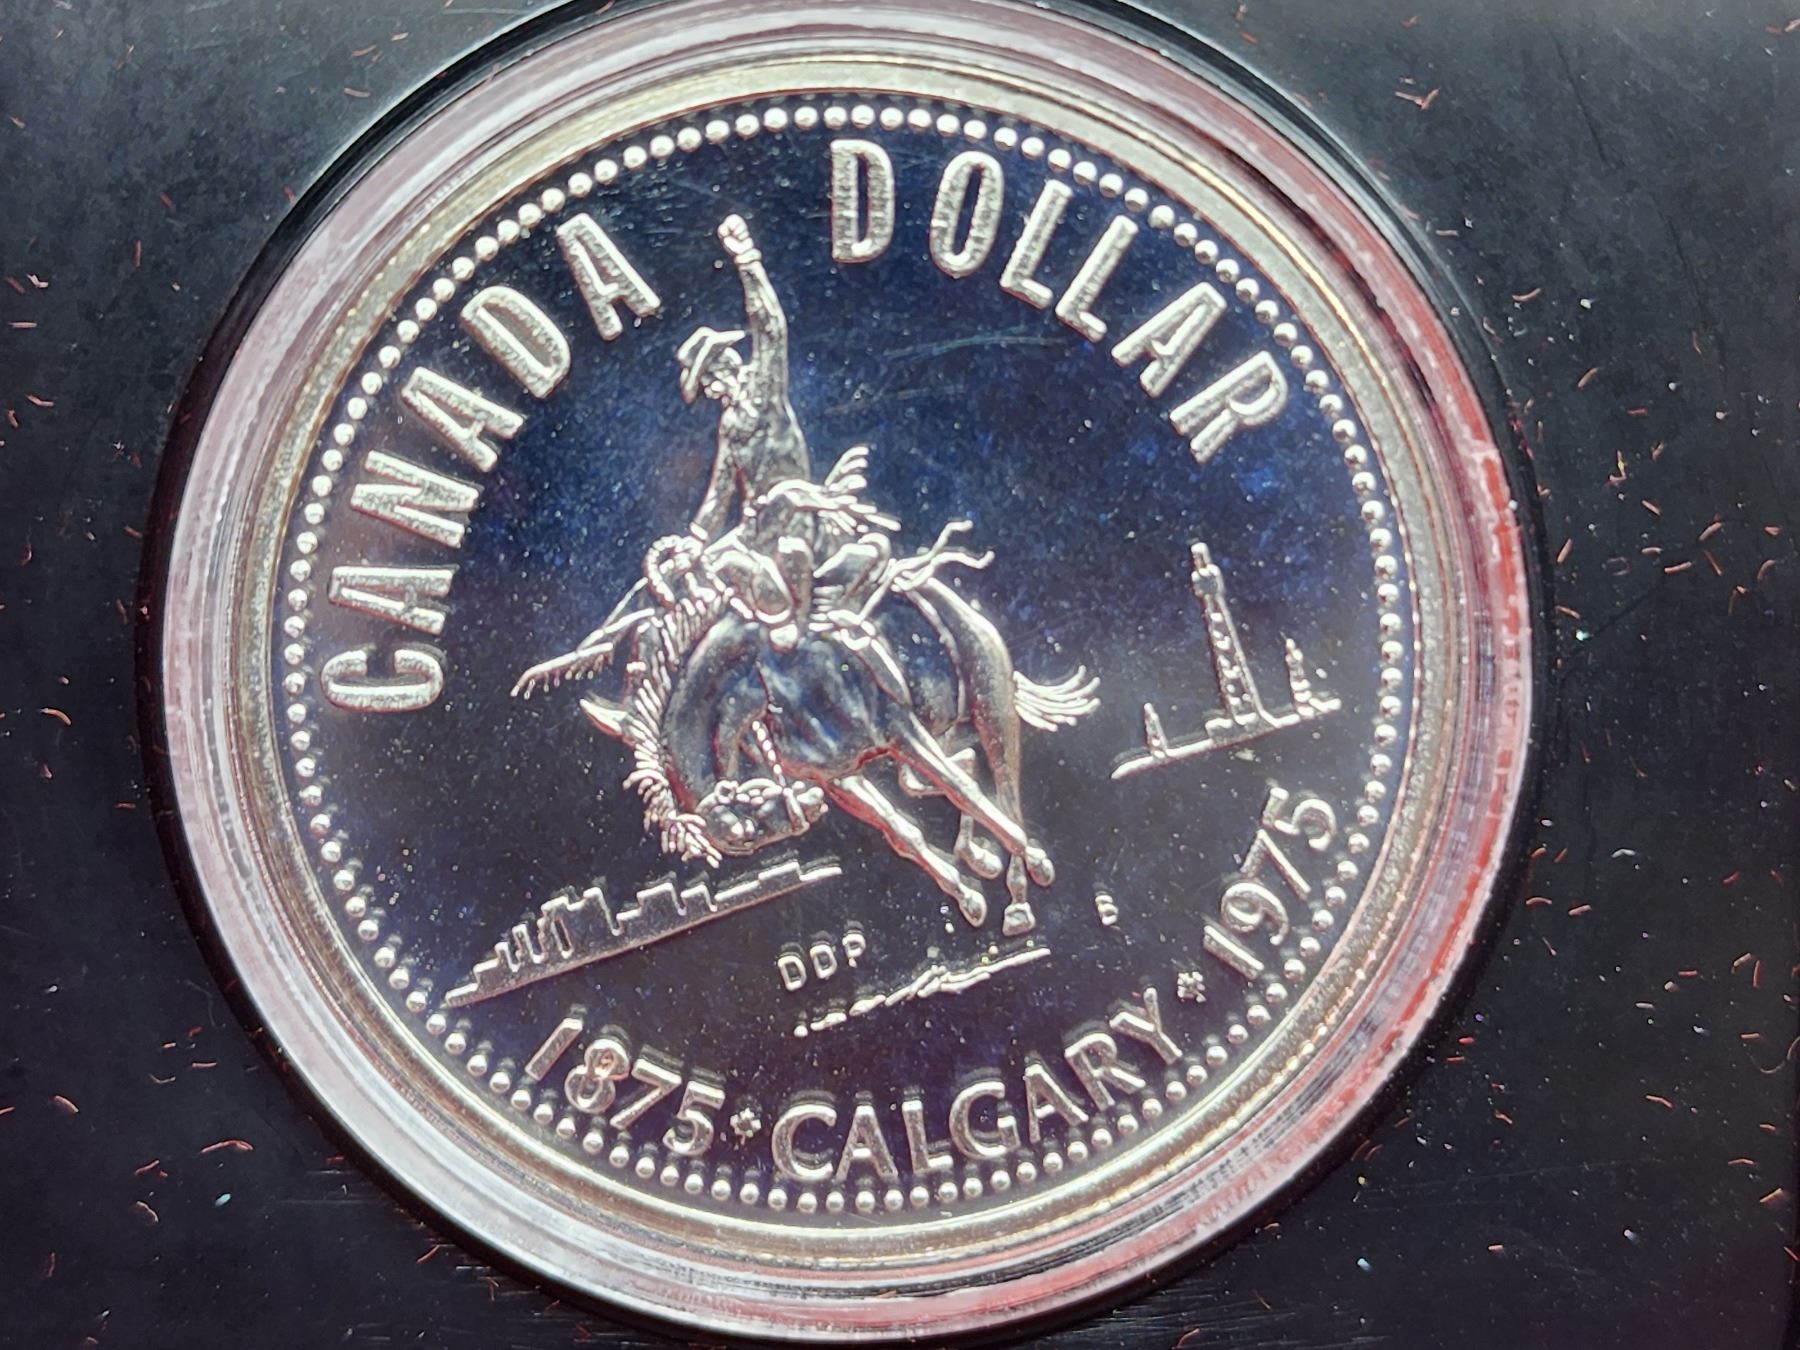 CANADA DOLLAR
DDP
B
1875 * CALGARY * 1975